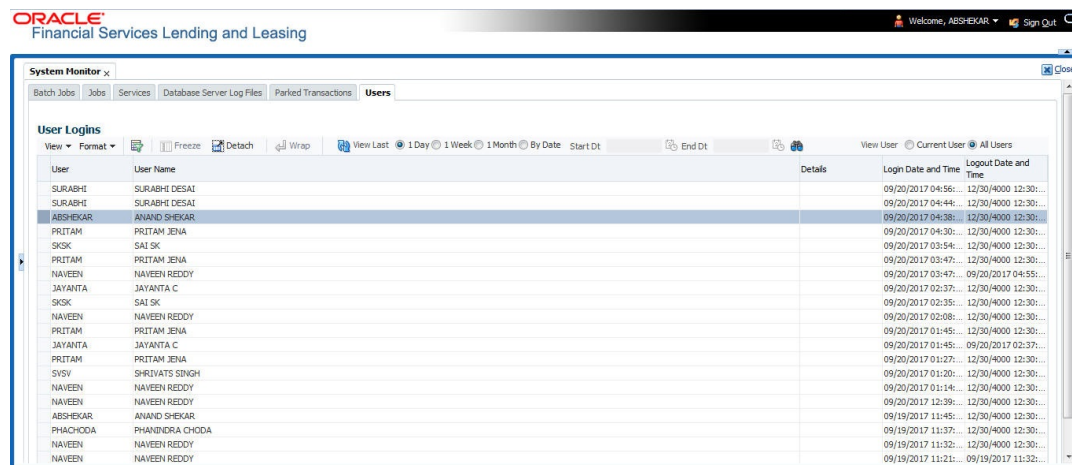 ORACLE
Financial Services Lending and Leasing
Welcome, ABSHEKAR Sign Out
System Monitor x Close
Batch Jobs Jobs Services Database Server Log Files Parked Transactions Users
User Logins
View Format Freeze Detach Wrap View Last 1 Day 1 Week 1 Month By Date Start Dt End Dt View User Current User All Users
User User Name Details Login Date and Time Logout Date and Time
SURABHI SURABHI DESAI 09/20/2017 04:56:... 12/30/4000 12:30:...
SURABHI SURABHI DESAI 09/20/2017 04:44:... 12/30/4000 12:30:...
ABSHEKAR ANAND SHEKAR 09/20/2017 04:38:... 12/30/4000 12:30:...
PRITAM PRITAM JENA 09/20/2017 04:30:... 12/30/4000 12:30:...
SKSK SAI SK 09/20/2017 03:54:... 12/30/4000 12:30:...
PRITAM PRITAM JENA 09/20/2017 03:47:... 12/30/4000 12:30:...
NAVEEN NAVEEN REDDY 09/20/2017 03:47:... 09/20/2017 04:55:...
JAYANTA JAYANTA C 09/20/2017 02:37:... 12/30/4000 12:30:...
SKSK SAI SK 09/20/2017 02:35:... 12/30/4000 12:30:...
NAVEEN NAVEEN REDDY 09/20/2017 02:08:... 12/30/4000 12:30:...
PRITAM PRITAM JENA 09/20/2017 01:45:... 12/30/4000 12:30:...
JAYANTA JAYANTA C 09/20/2017 01:45:... 09/20/2017 02:37:...
PRITAM PRITAM JENA 09/20/2017 01:27:... 12/30/4000 12:30:...
SVSV SHRIVATS SINGH 09/20/2017 01:20:... 12/30/4000 12:30:...
NAVEEN NAVEEN REDDY 09/20/2017 01:14:... 12/30/4000 12:30:...
NAVEEN NAVEEN REDDY 09/20/2017 12:39:... 12/30/4000 12:30:...
ABSHEKAR ANAND SHEKAR 09/19/2017 11:45:... 12/30/4000 12:30:...
PHACHODA PHANINDRA CHODA 09/19/2017 11:37:... 12/30/4000 12:30:...
NAVEEN NAVEEN REDDY 09/19/2017 11:32:... 12/30/4000 12:30:...
NAVEEN NAVEEN REDDY 09/19/2017 11:21:... 09/19/2017 11:32:...